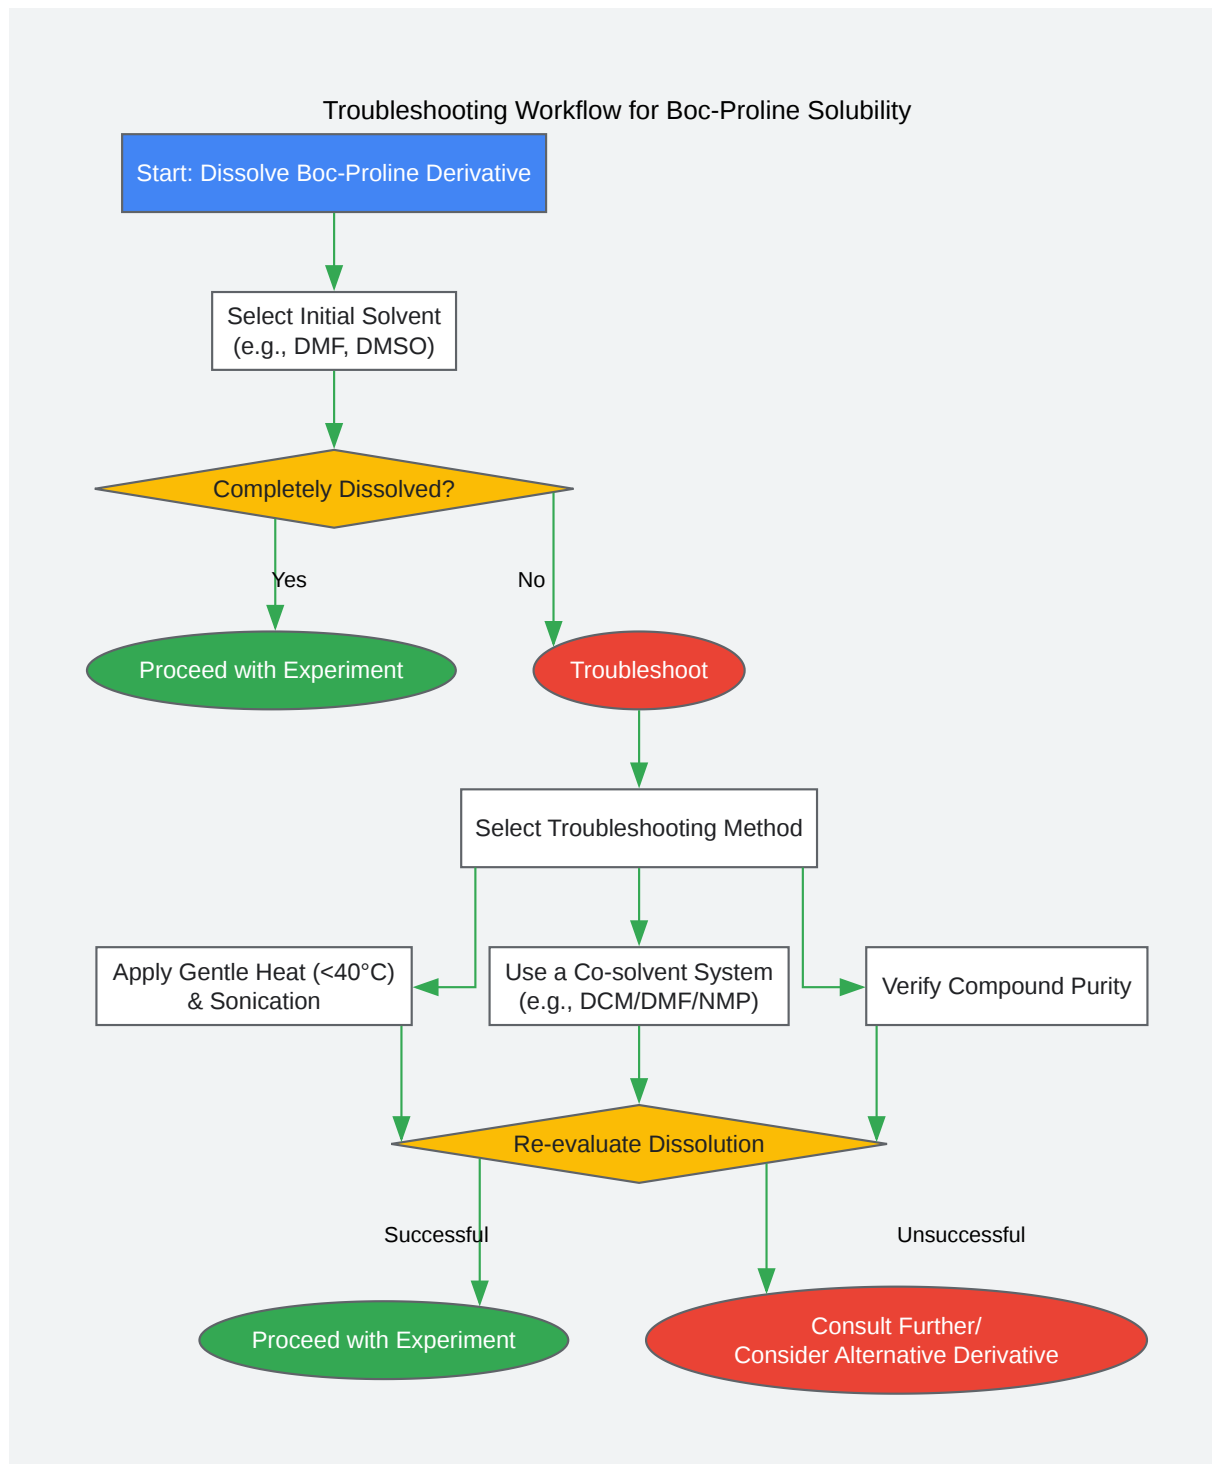 Troubleshooting Workflow for Boc-Proline Solubility
Start: Dissolve Boc-Proline Derivative
Select Initial Solvent
(e.g., DMF, DMSO)
Completely Dissolved?
Yes
No
Proceed with Experiment
Troubleshoot
Select Troubleshooting Method
Apply Gentle Heat (<40°C)
& Sonication
Use a Co-solvent System
(e.g., DCM/DMF/NMP)
Verify Compound Purity
Re-evaluate Dissolution
Successful
Unsuccessful
Proceed with Experiment
Consult Further/
Consider Alternative Derivative